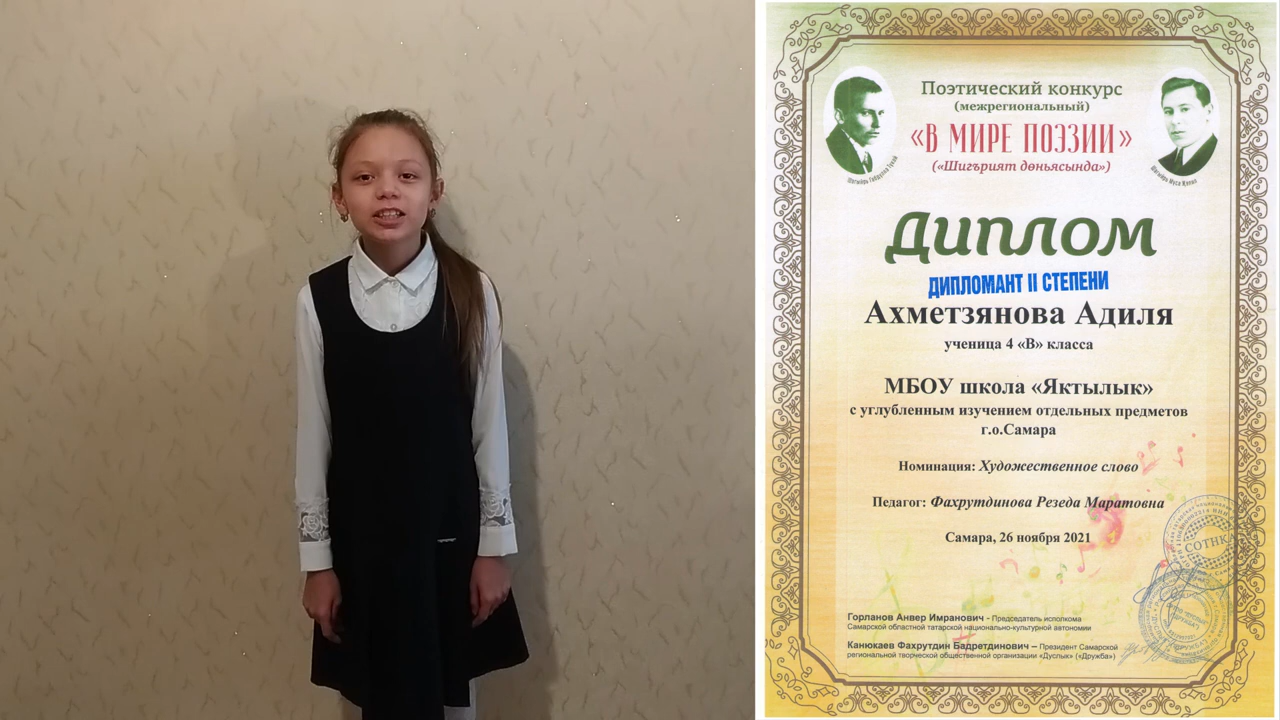 Поэтический конкурс
(межрегиональный)
«В МИРЕ ПОЭЗИИ»
(«Шигърият дөньясында»)
Диплом
ДИПЛОМАНТ II СТЕПЕНИ
Ахметзянова Адиля
ученица 4 «В» класса
МБОУ школа «Яктылык»
с углубленным изучением отдельных предметов
г.о.Самара
Номинация: Художественное слово
Педагог: Фахрутдинова Резеда Маратовна
Самара, 26 ноября 2021
Горланов Анвер Имранович - Председатель исполкома
Самарской областной татарской национально-культурной автономии
Канюкаев Фахрутдин Бадретдинович – Президент Самарской
региональной творческой общественной организации «Дуслык» («Дружба»)